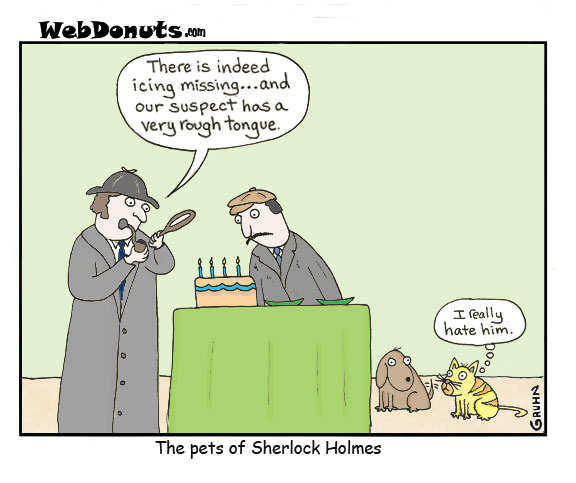 WebDonuts.com
There is indeed
icing missing...and
our suspect has a
very rough tongue.
I really
hate him.
GRUHN
The pets of Sherlock Holmes